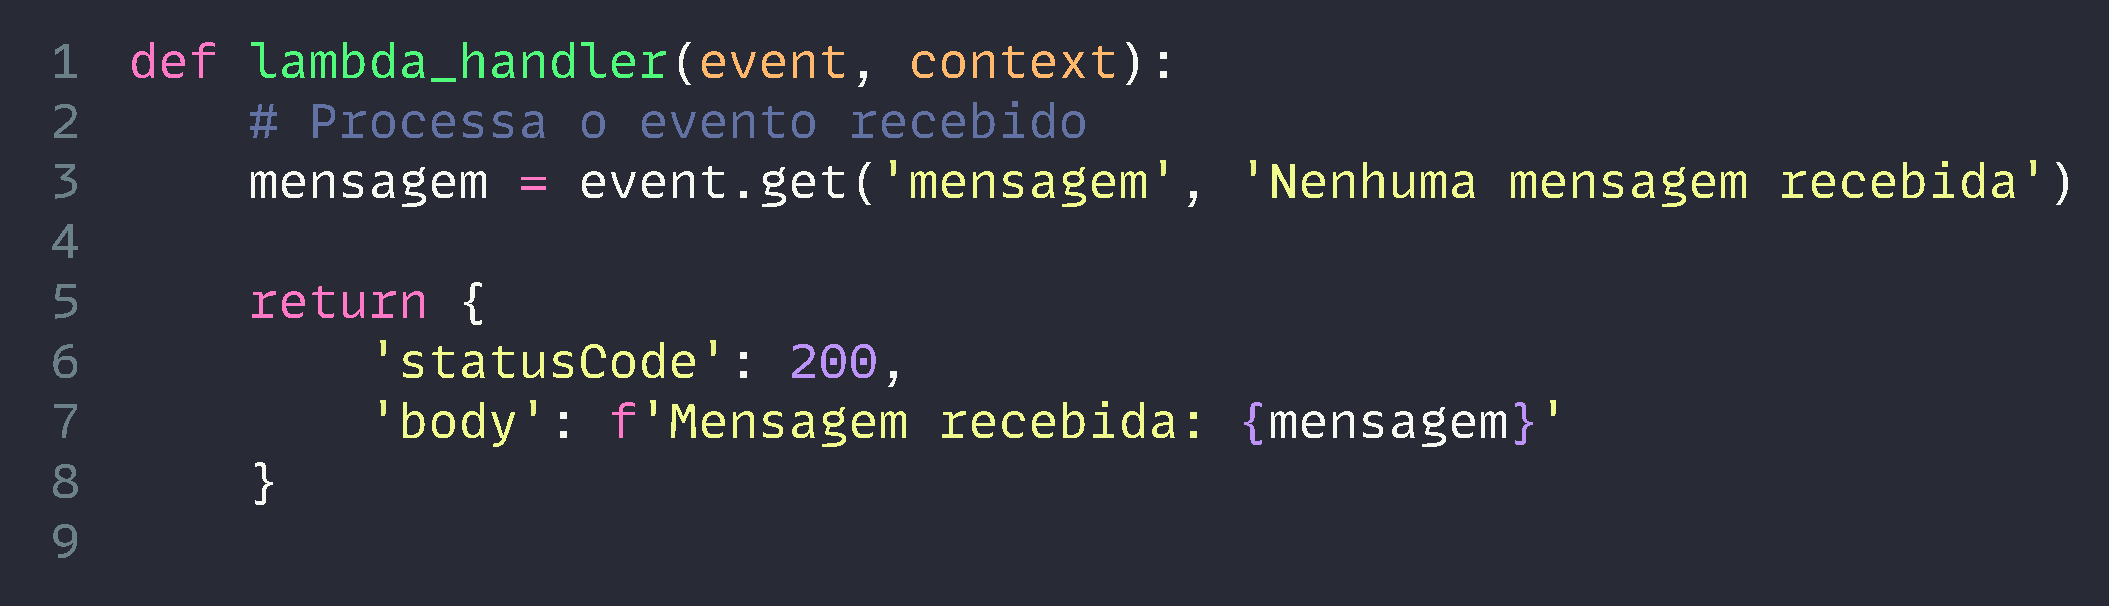 1 def lambda_handler(event, context):
2     # Processa o evento recebido
3     mensagem = event.get('mensagem', 'Nenhuma mensagem recebida')
4
5     return {
6         'statusCode': 200,
7         'body': f'Mensagem recebida: {mensagem}'
8     }
9